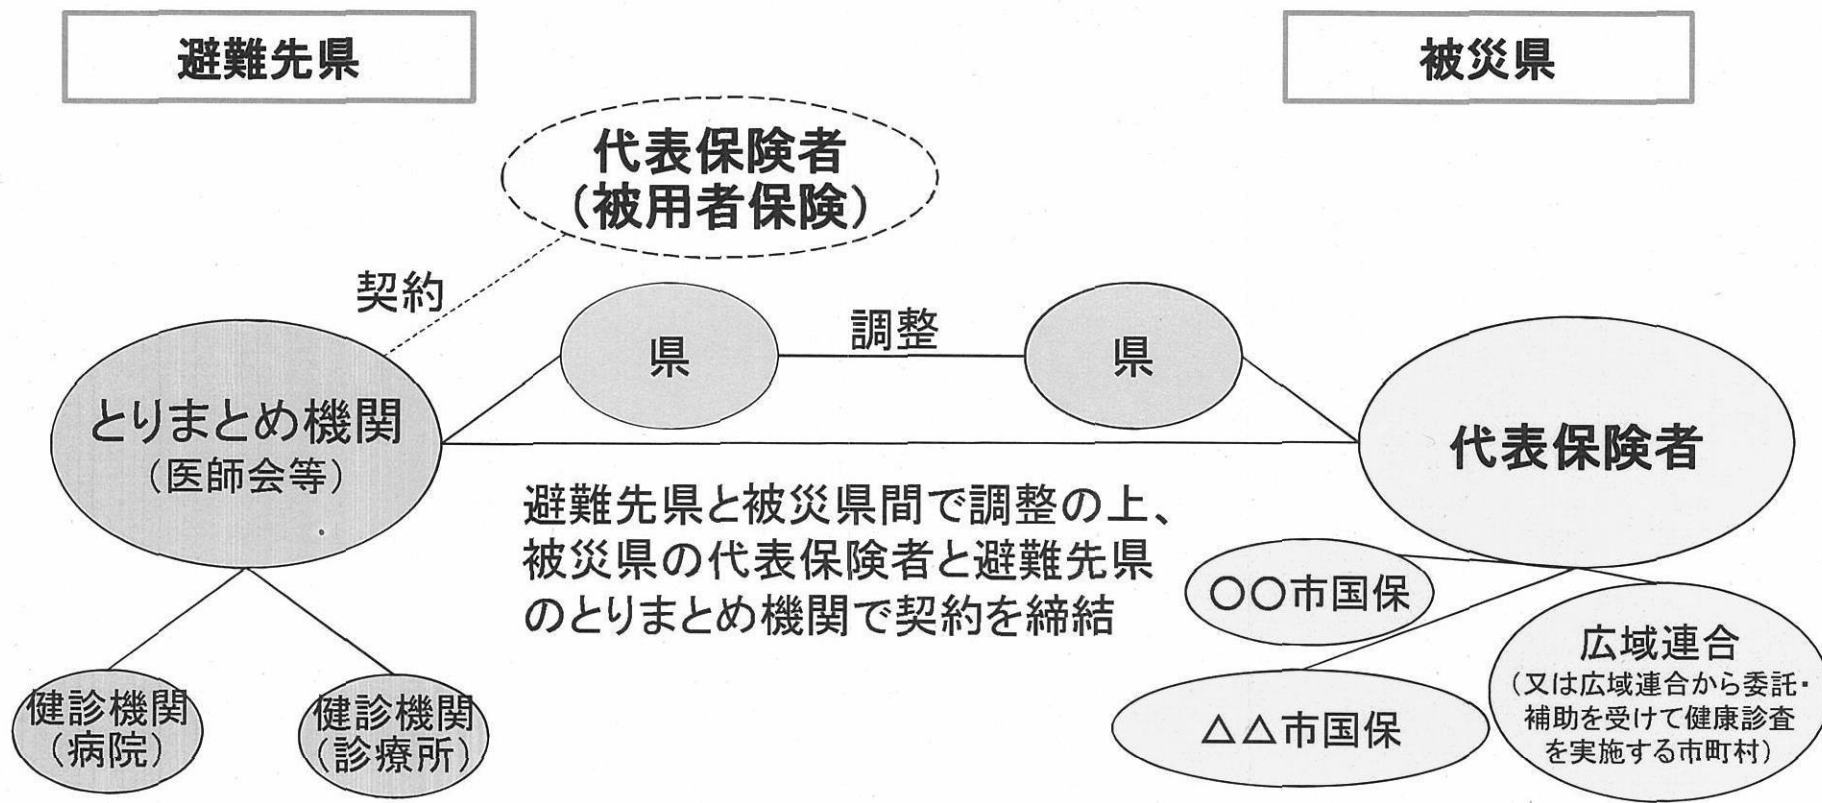 避難先県
被災県
代表保険者
（被用者保険）
契約
県
調整
県
とりまとめ機関
（医師会等）
代表保険者
避難先県と被災県間で調整の上、
被災県の代表保険者と避難先県
のとりまとめ機関で契約を締結
〇〇市国保
広域連合
（又は広域連合から委託・
補助を受けて健康診査
を実施する市町村）
△△市国保
健診機関
（病院）
健診機関
（診療所）